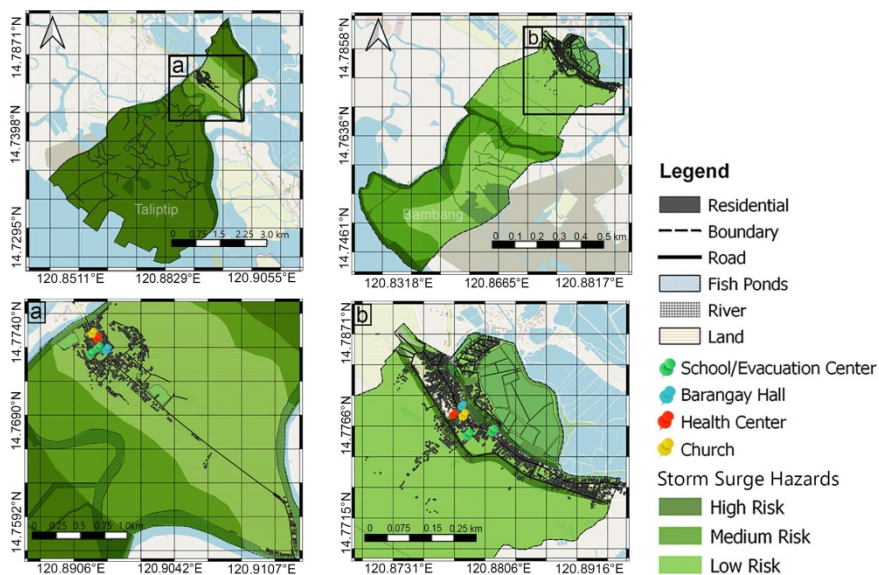 a
Taliptip
0 0.75 1.5 2.25 3.0 km
14.7871°N
14.7398°N
14.7295°N
120.8511°E 120.8829°E 120.9055°E
b
Bambang
0 0.1 0.2 0.3 0.4 0.5 km
14.7858°N
14.7636°N
14.7461°N
120.8318°E 120.8665°E 120.8817°E
a
0 0.25 0.5 0.75 1.0km
14.7740°N
14.7690°N
14.7592°N
120.8906°E 120.9042°E 120.9107°E
b
0 0.075 0.15 0.25 km
14.7871°N
14.7766°N
14.7715°N
120.8731°E 120.8806°E 120.8916°E
Legend
Residential
Boundary
Road
Fish Ponds
River
Land
School/Evacuation Center
Barangay Hall
Health Center
Church
Storm Surge Hazards
High Risk
Medium Risk
Low Risk